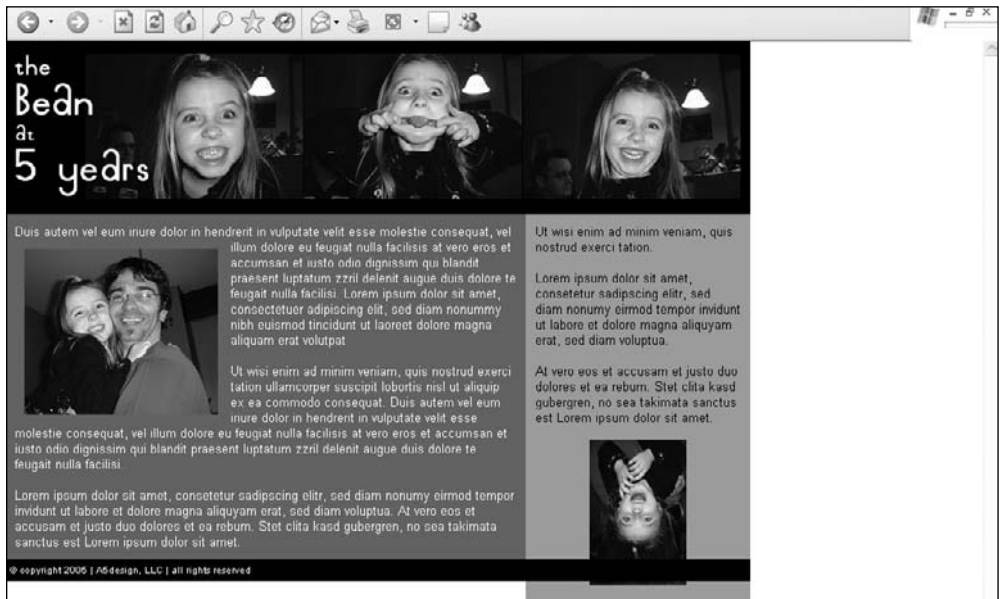 the
Bean
at
5 years
Duis autem vel eum iriure dolor in hendrerit in vulputate velit esse molestie consequat, vel
illum dolore eu feugiat nulla facilisis at vero eros et
accumsan et iusto odio dignissim qui blandit
praesent luptatum zzril delenit augue duis dolore te
feugait nulla facilisi. Lorem ipsum dolor sit amet,
consectetuer adipiscing elit, sed diam nonummy
nibh euismod tincidunt ut laoreet dolore magna
aliquam erat volutpat
Ut wisi enim ad minim veniam, quis nostrud exerci
tation ullamcorper suscipit lobortis nisl ut aliquip
ex ea commodo consequat. Duis autem vel eum
iriure dolor in hendrerit in vulputate velit esse
molestie consequat, vel illum dolore eu feugiat nulla facilisis at vero eros et accumsan et
iusto odio dignissim qui blandit praesent luptatum zzril delenit augue duis dolore te
feugait nulla facilisi.
Lorem ipsum dolor sit amet, consetetur sadipscing elitr, sed diam nonumy eirmod tempor
invidunt ut labore et dolore magna aliquyam erat, sed diam voluptua. At vero eos et
accusam et justo duo dolores et ea rebum. Stet clita kasd gubergren, no sea takimata
sanctus est Lorem ipsum dolor sit amet.
Ut wisi enim ad minim veniam, quis
nostrud exerci tation.
Lorem ipsum dolor sit amet,
consetetur sadipscing elitr, sed
diam nonumy eirmod tempor invidunt
ut labore et dolore magna aliquyam
erat, sed diam voluptua.
At vero eos et accusam et justo duo
dolores et ea rebum. Stet clita kasd
gubergren, no sea takimata sanctus
est Lorem ipsum dolor sit amet.
© copyright 2006 | A5design, LLC | all rights reserved